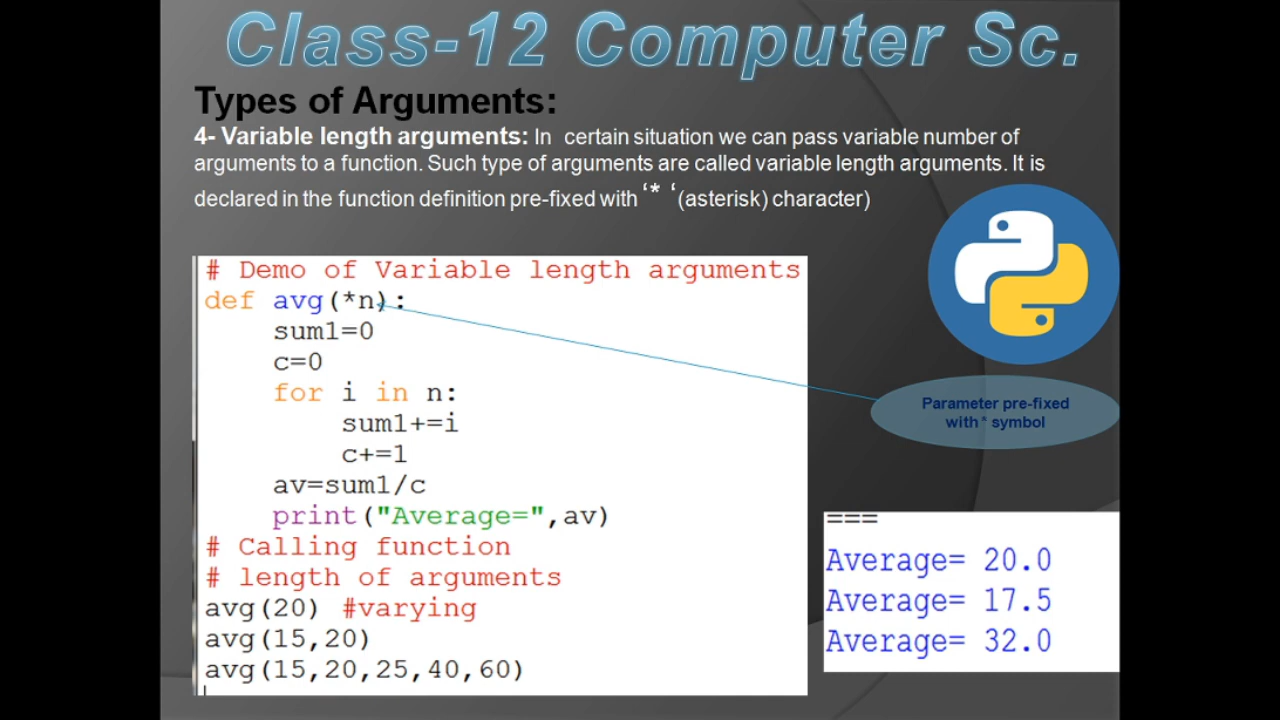 Class-12 Computer Sc.
Types of Arguments:
4- Variable length arguments: In certain situation we can pass variable number of
arguments to a function. Such type of arguments are called variable length arguments. It is
declared in the function definition pre-fixed with ‘* ‘ (asterisk) character)
# Demo of Variable length arguments
def avg(*n):
    sum1=0
    c=0
    for i in n:
        sum1+=i
        c+=1
    av=sum1/c
    print("Average=",av)
# Calling function
# length of arguments
avg(20) #varying
avg(15,20)
avg(15,20,25,40,60)
Parameter pre-fixed
with * symbol
===
Average= 20.0
Average= 17.5
Average= 32.0